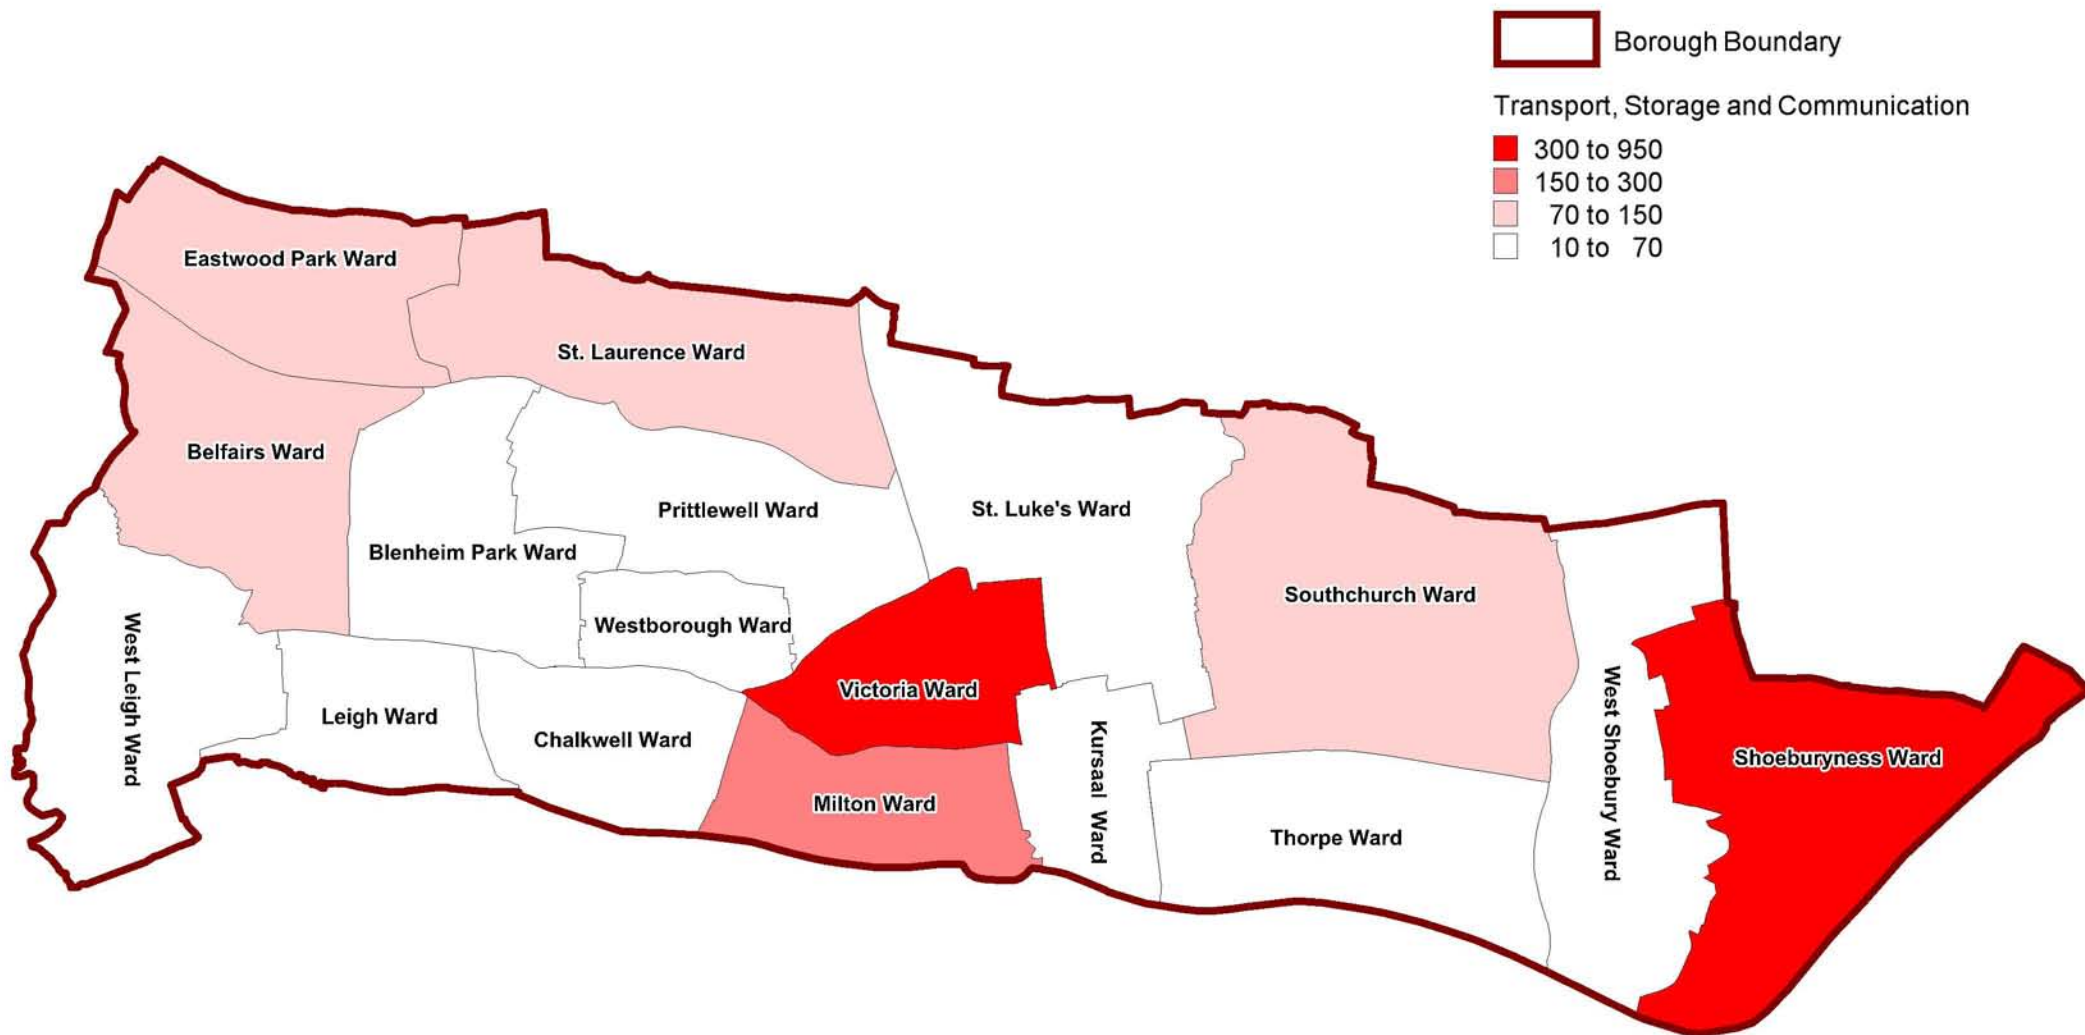 Borough Boundary
Transport, Storage and Communication
300 to 950
150 to 300
70 to 150
10 to 70
Eastwood Park Ward
St. Laurence Ward
Belfairs Ward
Prittlewell Ward
St. Luke's Ward
Blenheim Park Ward
Southchurch Ward
Westborough Ward
West Leigh Ward
Victoria Ward
Leigh Ward
Chalkwell Ward
Kursaal Ward
West Shoebury Ward
Shoeburyness Ward
Milton Ward
Thorpe Ward